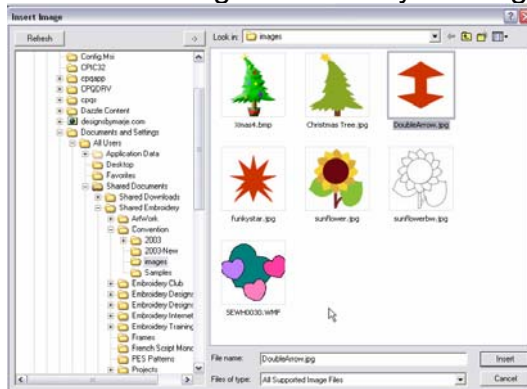 Insert Image
Refresh
Look in: images
Config.Msi
CPIC32
cpqapp
CPQDRV
cpqs
Dazzle Content
designsbymarje.com
Documents and Settings
All Users
Application Data
Desktop
Favorites
Shared Documents
Shared Downloads
Shared Embroidery
ArtWork
Convention
2003
2003-New
images
Samples
Embroidery Club
Embroidery Designs
Embroidery Designs
Embroidery Internet
Embroidery Training
Frames
French Script Mono
PES Patterns
Projects
Xmas4.bmp
Christmas Tree.jpg
DoubleArrow.jpg
funkystar.jpg
sunflower.jpg
sunflowerbw.jpg
SEWH0030.WMF
File name: DoubleArrow.jpg
Insert
Files of type: All Supported Image Files
Cancel